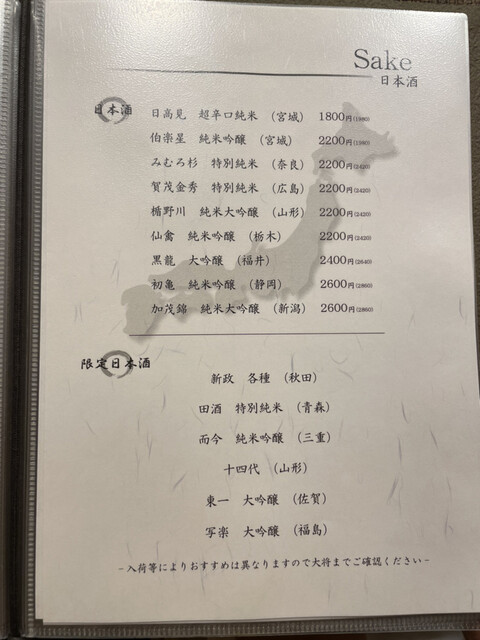 Sake
日本酒
日本酒
日高見 超辛口純米 (宮城) 1800円(1980)
伯楽星 純米吟醸 (宮城) 2200円
みむろ杉 特別純米 (奈良) 2200円(2420)
賀茂金秀 特別純米 (広島) 2200円(2420)
楯野川 純米大吟醸 (山形) 2200円(2420)
仙禽 純米吟醸 (栃木) 2200円(2420)
黒龍 大吟醸 (福井) 2400円(2640)
初亀 純米吟醸 (静岡) 2600円(2860)
加茂錦 純米大吟醸 (新潟) 2600円(2860)
限定日本酒
新政 各種 (秋田)
田酒 特別純米 (青森)
而今 純米吟醸 (三重)
十四代 (山形)
東一 大吟醸 (佐賀)
写楽 大吟醸 (福島)
-入荷等によりおすすめは異なりますので大将までご確認ください-